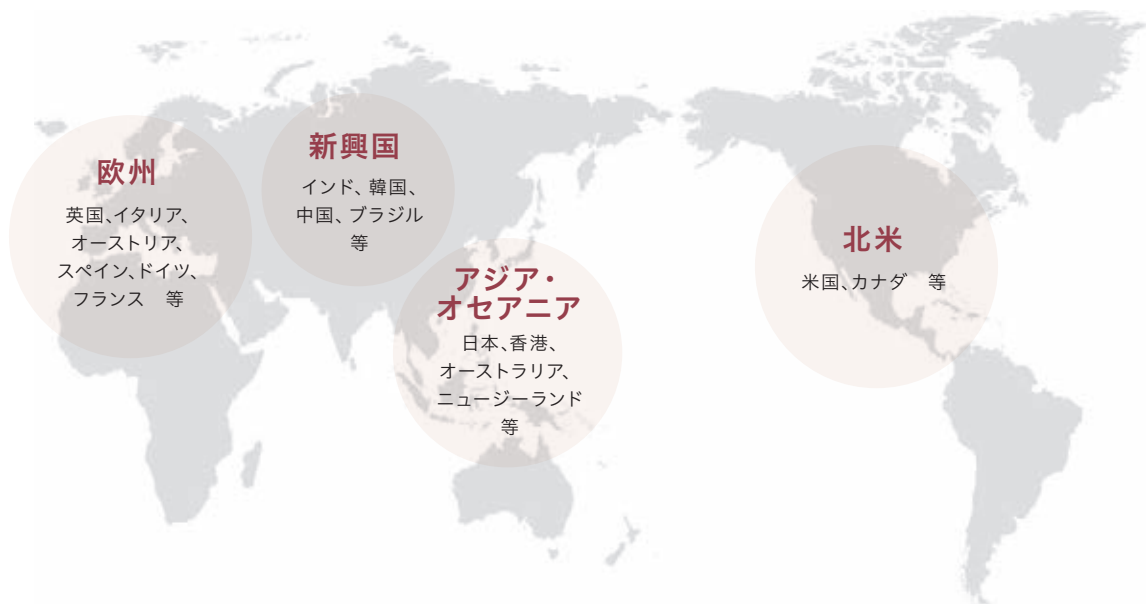 欧州
英国、イタリア、
オーストリア、
スペイン、ドイツ、
フランス　等
新興国
インド、韓国、
中国、ブラジル
等
アジア・
オセアニア
日本、香港、
オーストラリア、
ニュージーランド
等
北米
米国、カナダ　等